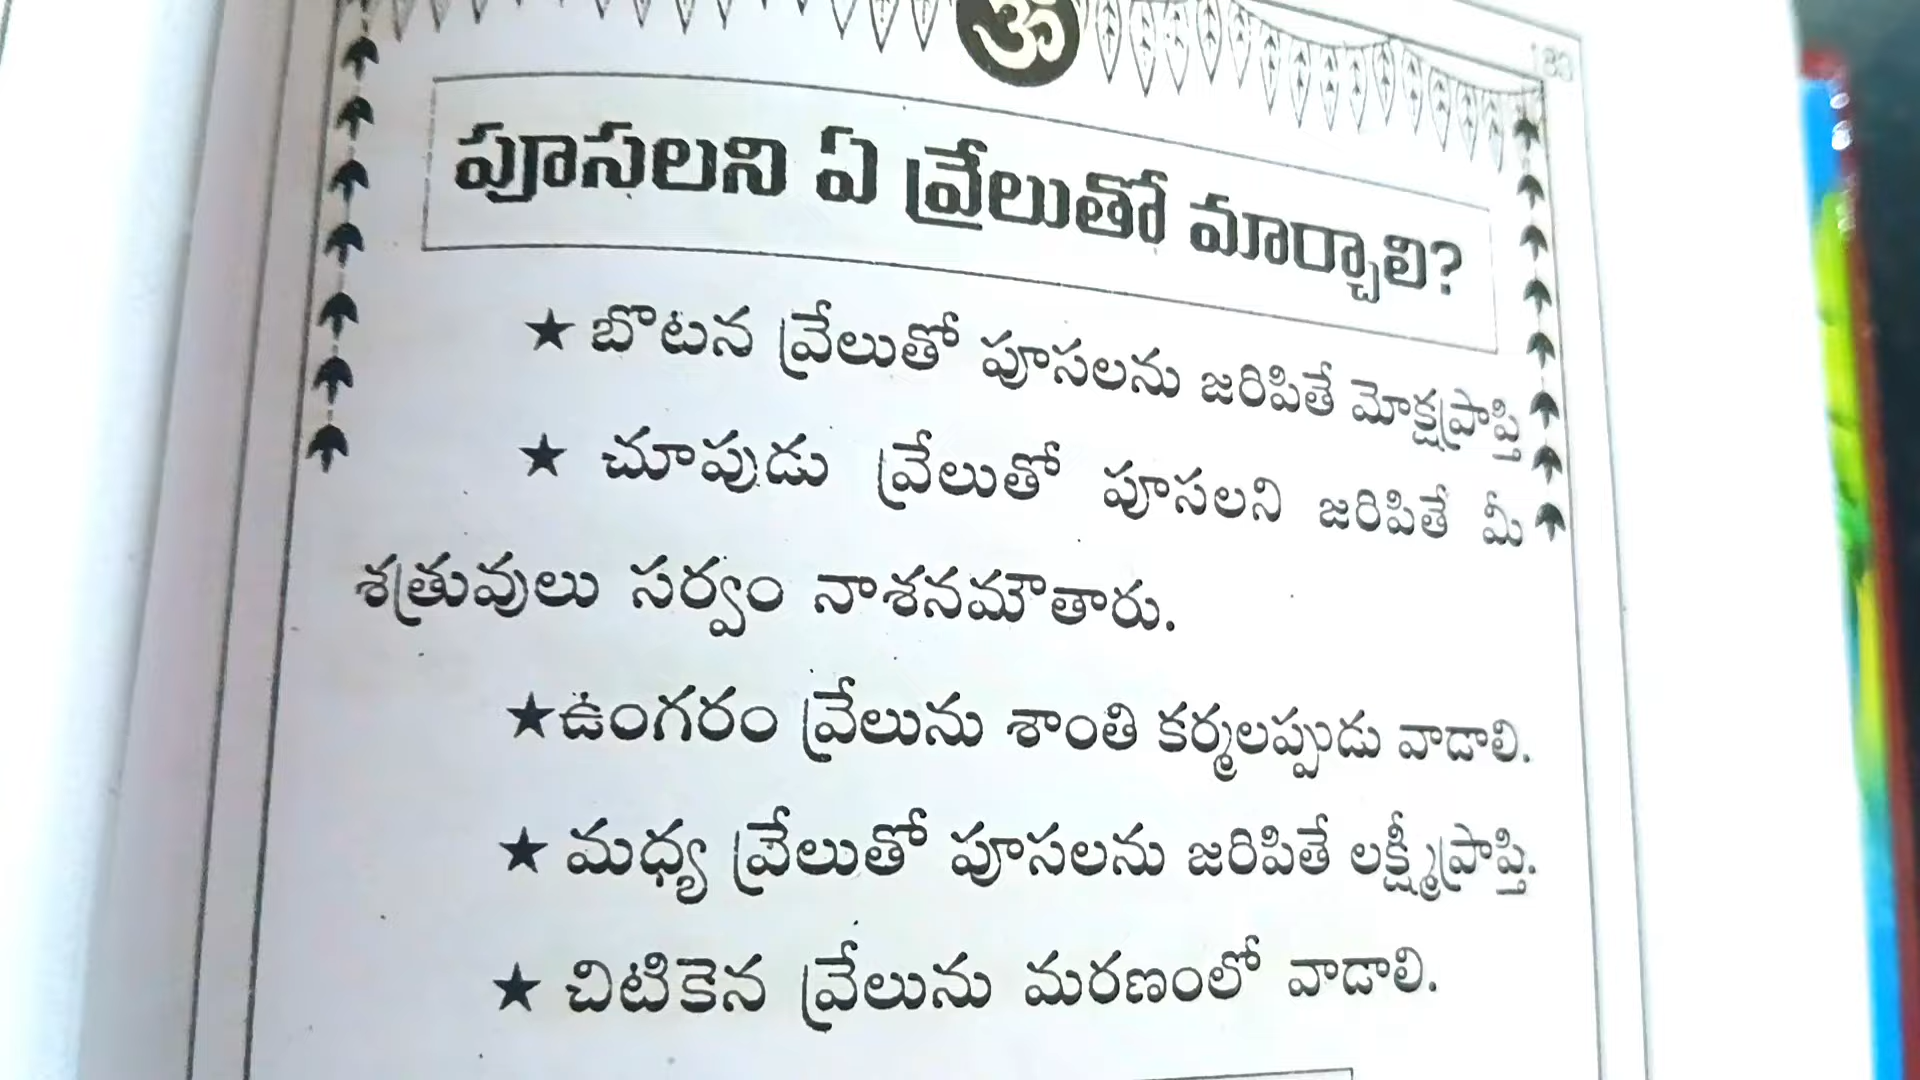 ॐ
పూసలని ఏ వ్రేలుతో మార్చాలి?
★ బొటన వ్రేలుతో పూసలను జరిపితే మోక్షప్రాప్తి
★ చూపుడు వ్రేలుతో పూసలని జరిపితే మీ
శత్రువులు సర్వం నాశనమౌతారు.
★ఉంగరం వ్రేలును శాంతి కర్మలప్పుడు వాడాలి.
★ మధ్య వ్రేలుతో పూసలను జరిపితే లక్ష్మీప్రాప్తి.
★ చిటికెన వ్రేలును మరణంలో వాడాలి.